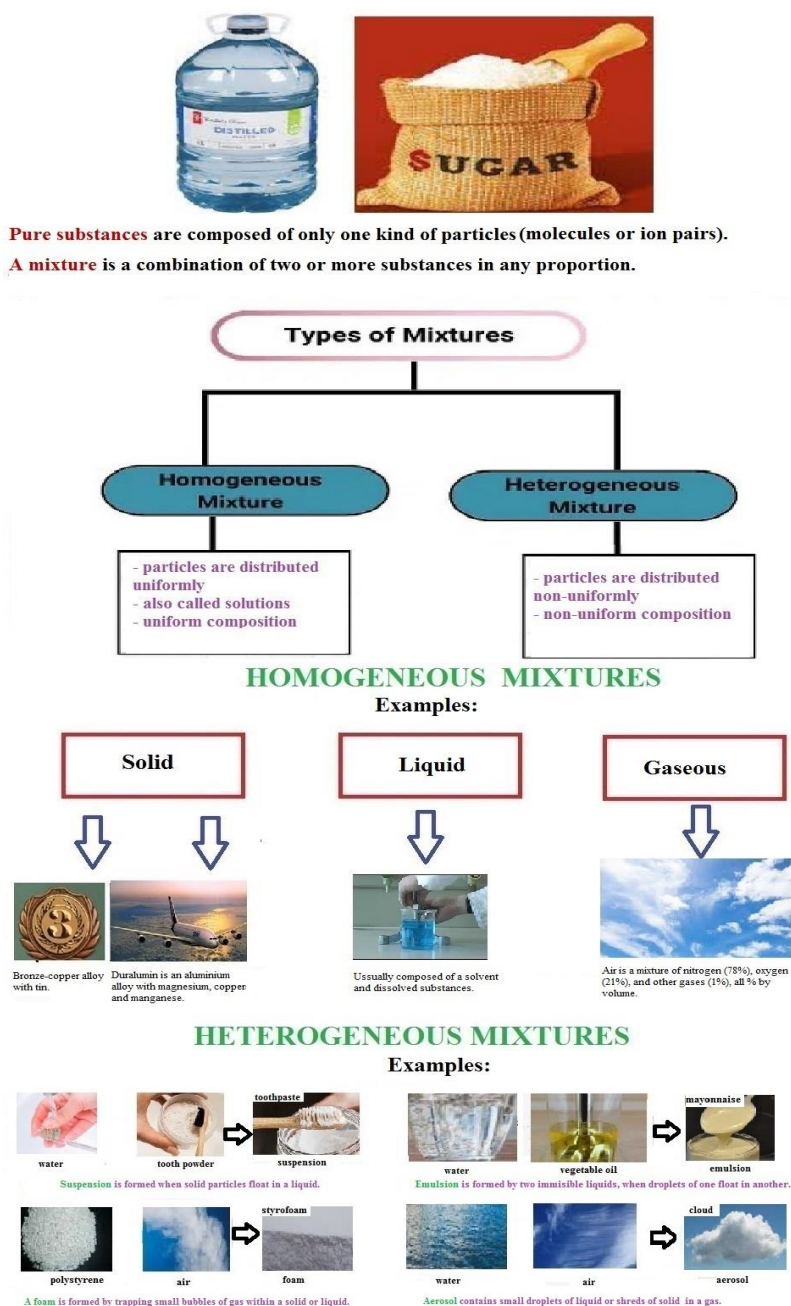 DISTILLED
SUGAR
Pure substances are composed of only one kind of particles (molecules or ion pairs).
A mixture is a combination of two or more substances in any proportion.
Types of Mixtures
Homogeneous
Mixture
Heterogeneous
Mixture
- particles are distributed
uniformly
- also called solutions
- uniform composition
- particles are distributed
non-uniformly
- non-uniform composition
HOMOGENEOUS MIXTURES
Examples:
Solid
Liquid
Gaseous
3
Bronze-copper alloy
with tin.
Duralumin is an aluminium
alloy with magnesium, copper
and manganese.
Ussually composed of a solvent
and dissolved substances.
Air is a mixture of nitrogen (78%), oxygen
(21%), and other gases (1%), all % by
volume.
HETEROGENEOUS MIXTURES
Examples:
toothpaste
water
tooth powder
suspension
Suspension is formed when solid particles float in a liquid.
mayonnaise
water
vegetable oil
emulsion
Emulsion is formed by two immisible liquids, when droplets of one float in another.
styrofoam
polystyrene
air
foam
A foam is formed by trapping small bubbles of gas within a solid or liquid.
cloud
water
air
aerosol
Aerosol contains small droplets of liquid or shreds of solid in a gas.